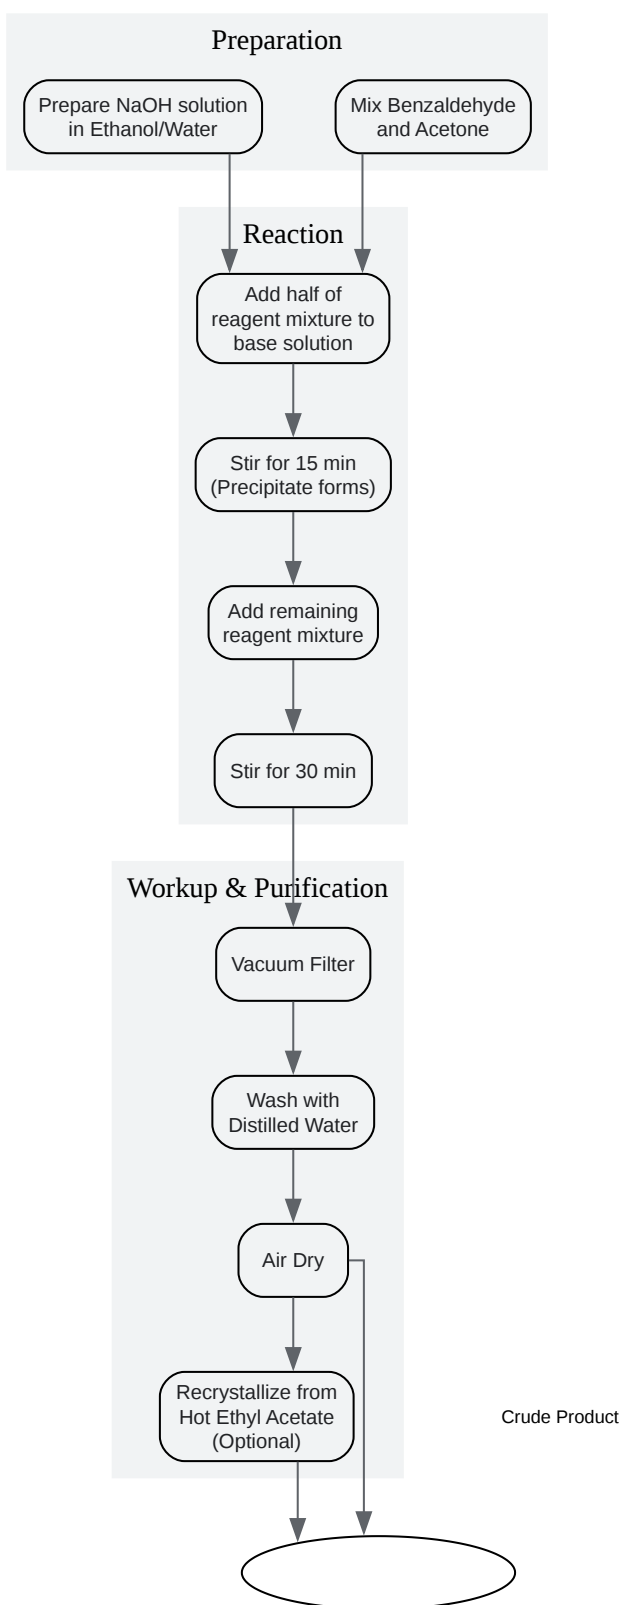 Preparation
Prepare NaOH solution
in Ethanol/Water
Mix Benzaldehyde
and Acetone
Reaction
Add half of
reagent mixture to
base solution
Stir for 15 min
(Precipitate forms)
Add remaining
reagent mixture
Stir for 30 min
Workup & Purification
Vacuum Filter
Wash with
Distilled Water
Air Dry
Recrystallize from
Hot Ethyl Acetate
(Optional)
Crude Product